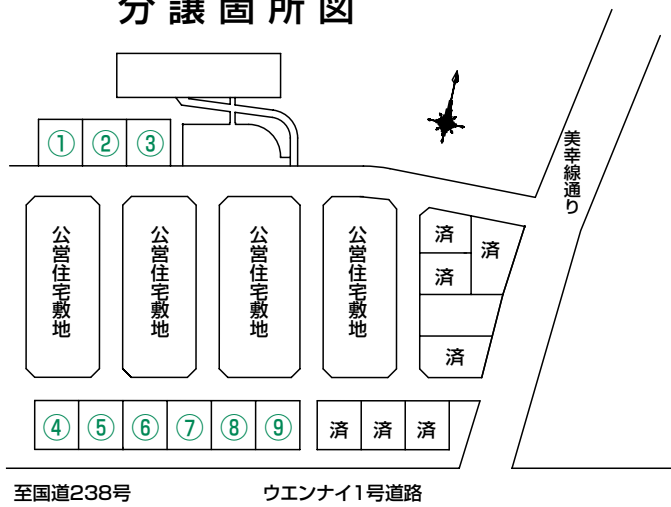 分譲箇所図
① ② ③
美幸線通り
公営住宅敷地
公営住宅敷地
公営住宅敷地
公営住宅敷地
済
済
済
済
④ ⑤ ⑥ ⑦ ⑧ ⑨
済 済 済
至国道238号
ウエンナイ1号道路